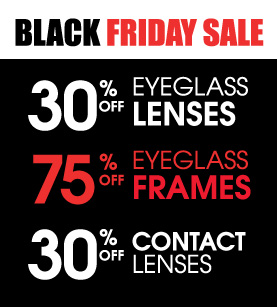 BLACK FRIDAY SALE
30% OFF EYEGLASS
LENSES
75% OFF EYEGLASS
FRAMES
30% OFF CONTACT
LENSES